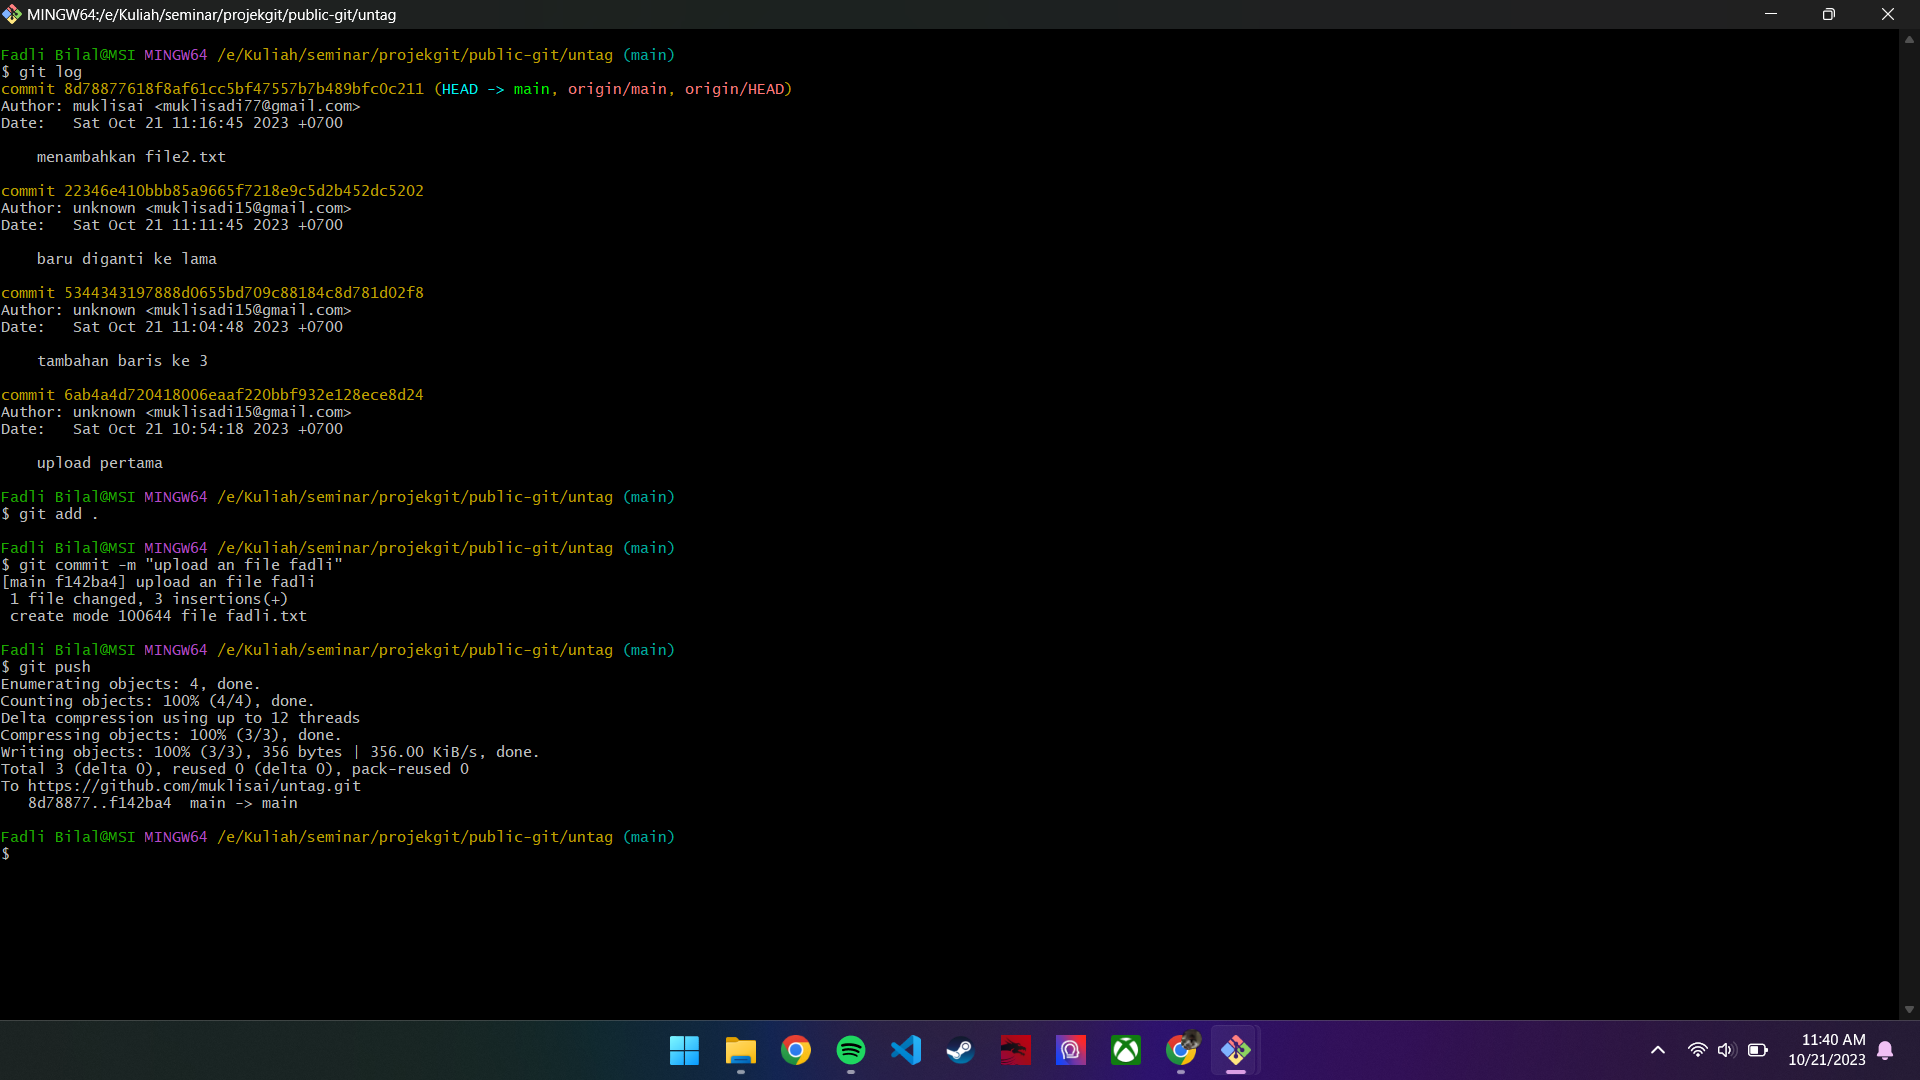 MINGW64:/e/Kuliah/seminar/projekgit/public-git/untag
Fadli Bilal@MSI MINGW64 /e/Kuliah/seminar/projekgit/public-git/untag (main)
$ git log
commit 8d78877618f8af61cc5bf47557b7b489bfc0c211 (HEAD -> main, origin/main, origin/HEAD)
Author: muklisai <muklisadi77@gmail.com>
Date:   Sat Oct 21 11:16:45 2023 +0700
    menambahkan file2.txt
commit 22346e410bbb85a9665f7218e9c5d2b452dc5202
Author: unknown <muklisadi15@gmail.com>
Date:   Sat Oct 21 11:11:45 2023 +0700
    baru diganti ke lama
commit 5344343197888d0655bd709c88184c8d781d02f8
Author: unknown <muklisadi15@gmail.com>
Date:   Sat Oct 21 11:04:48 2023 +0700
    tambahan baris ke 3
commit 6ab4a4d720418006eaaf220bbf932e128ece8d24
Author: unknown <muklisadi15@gmail.com>
Date:   Sat Oct 21 10:54:18 2023 +0700
    upload pertama
Fadli Bilal@MSI MINGW64 /e/Kuliah/seminar/projekgit/public-git/untag (main)
$ git add .
Fadli Bilal@MSI MINGW64 /e/Kuliah/seminar/projekgit/public-git/untag (main)
$ git commit -m "upload an file fadli"
[main f142ba4] upload an file fadli
 1 file changed, 3 insertions(+)
 create mode 100644 file fadli.txt
Fadli Bilal@MSI MINGW64 /e/Kuliah/seminar/projekgit/public-git/untag (main)
$ git push
Enumerating objects: 4, done.
Counting objects: 100% (4/4), done.
Delta compression using up to 12 threads
Compressing objects: 100% (3/3), done.
Writing objects: 100% (3/3), 356 bytes | 356.00 KiB/s, done.
Total 3 (delta 0), reused 0 (delta 0), pack-reused 0
To https://github.com/muklisai/untag.git
   8d78877..f142ba4  main -> main
Fadli Bilal@MSI MINGW64 /e/Kuliah/seminar/projekgit/public-git/untag (main)
$
11:40 AM
10/21/2023